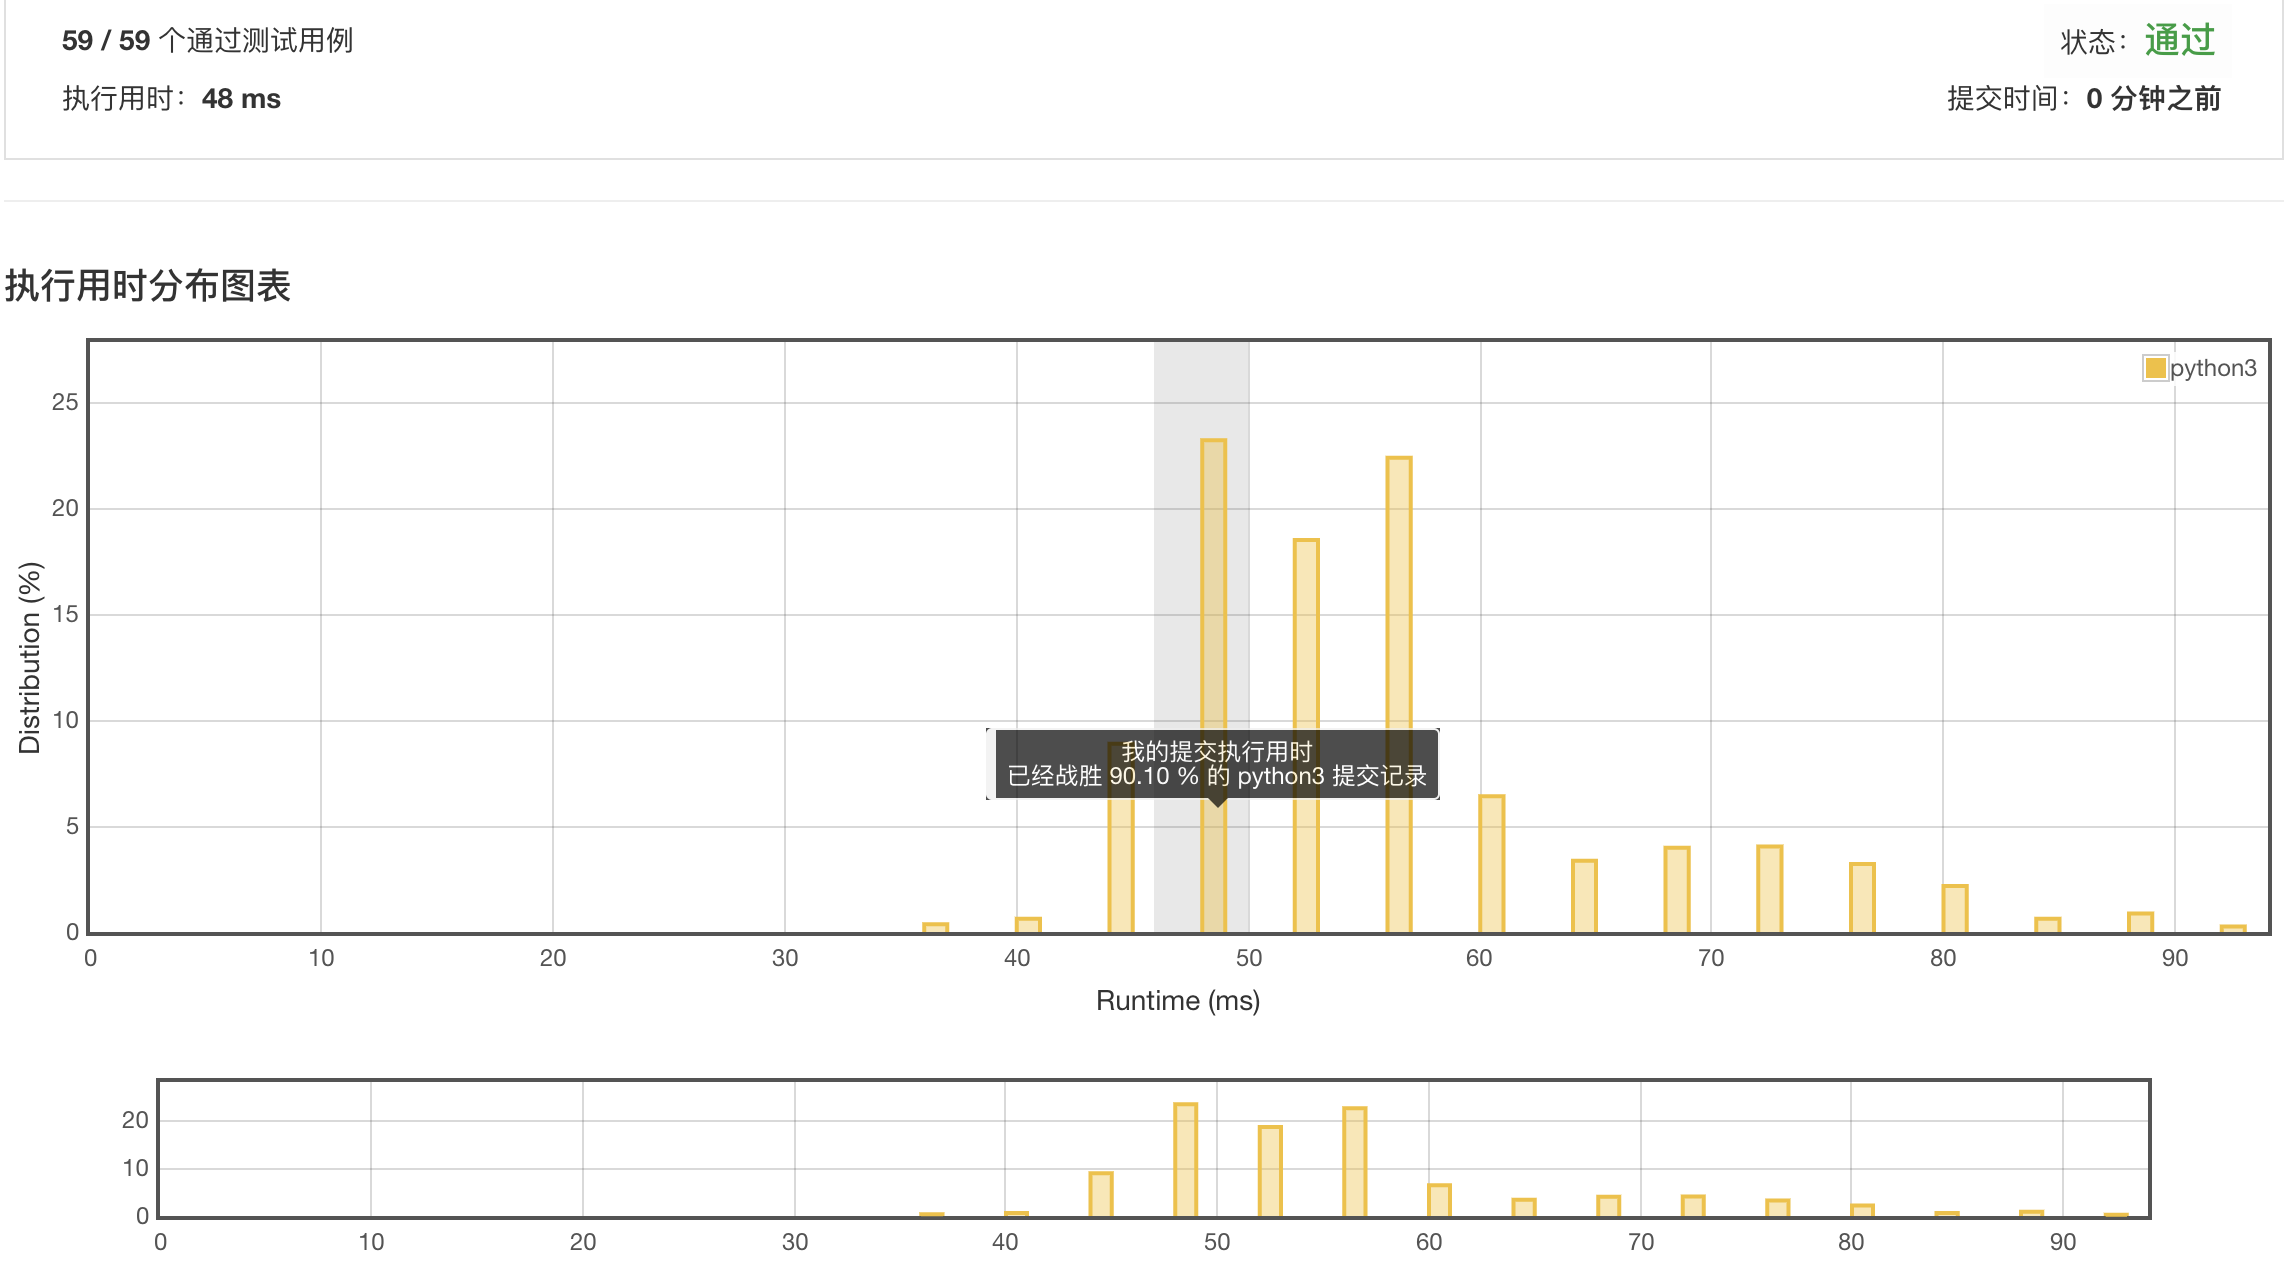 59 / 59 个通过测试用例
状态：通过
执行用时：48 ms
提交时间：0 分钟之前
执行用时分布图表
python3
25
20
15
10
5
0
Distribution (%)
我的提交执行用时
已经战胜 90.10 % 的 python3 提交记录
0 10 20 30 40 50 60 70 80 90
Runtime (ms)
20
10
0
0 10 20 30 40 50 60 70 80 90